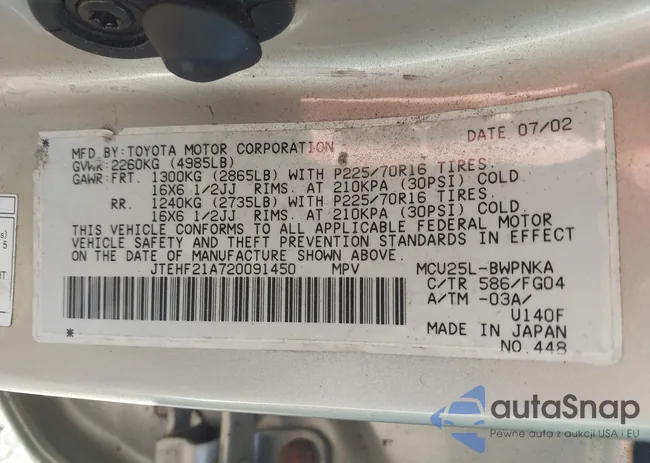 DATE 07/02
MFD BY:TOYOTA MOTOR CORPORATION
GVWR:2260KG (4985LB)
GAWR:FRT. 1300KG (2865LB) WITH P225/70R16 TIRES.
16X6 1/2JJ RIMS. AT 210KPA (30PSI) COLD
RR. 1240KG (2735LB) WITH P225/70R16 TIRES.
16X6 1/2JJ RIMS. AT 210KPA (30PSI) COLD
THIS VEHICLE CONFORMS TO ALL APPLICABLE FEDERAL MOTOR
VEHICLE SAFETY AND THEFT PREVENTION STANDARDS IN EFFECT
ON THE DATE OF MANUFACTURE SHOWN ABOVE.
JTEHF21A720091450 MPV MCU25L-BWPNKA
C/TR 586/FG04
A/TM -03A/
U140F
MADE IN JAPAN
NO.448
s)
5
HT
autaSnap
Pewne auta z aukcji USA i EU